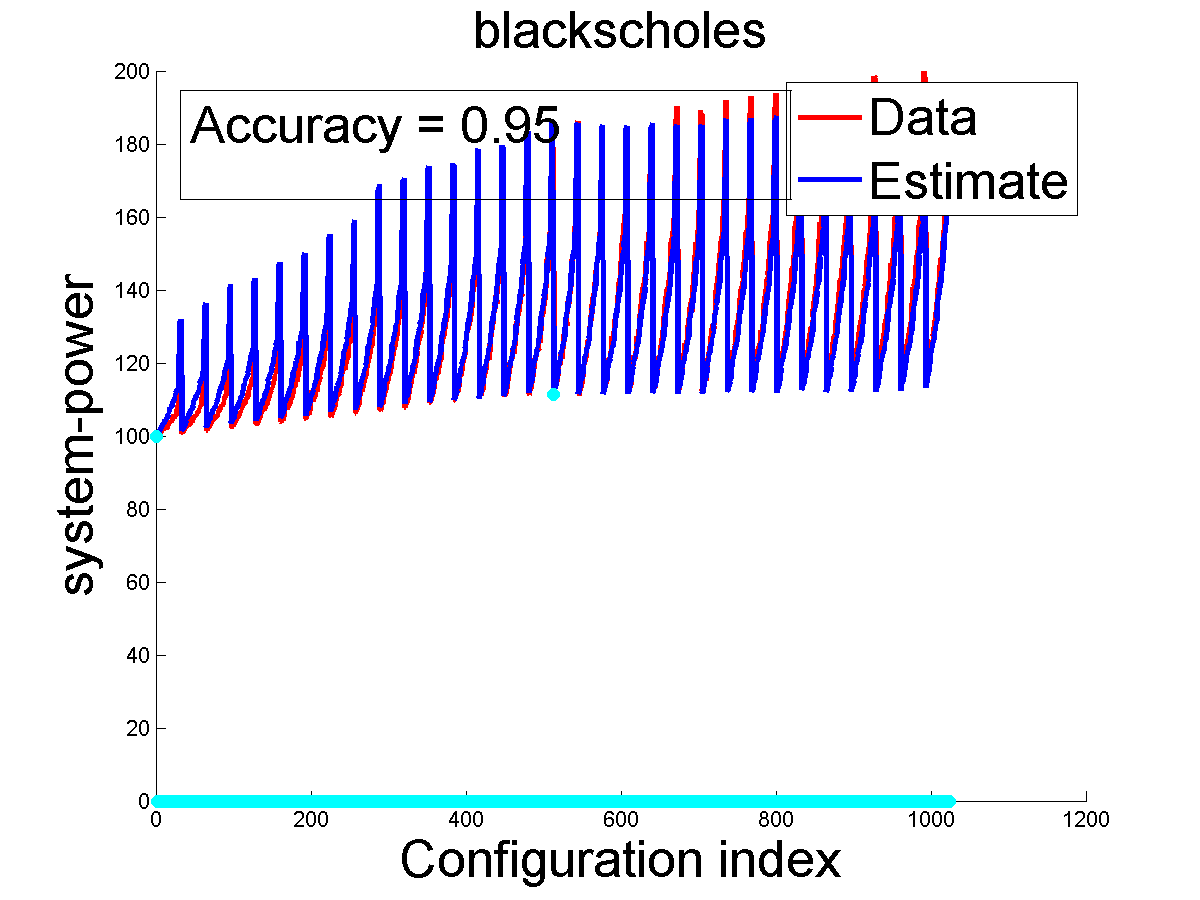 blackscholes
Accuracy = 0.95
Data
Estimate
system-power
200
180
160
140
120
100
80
60
40
20
0
0 200 400 600 800 1000 1200
Configuration index